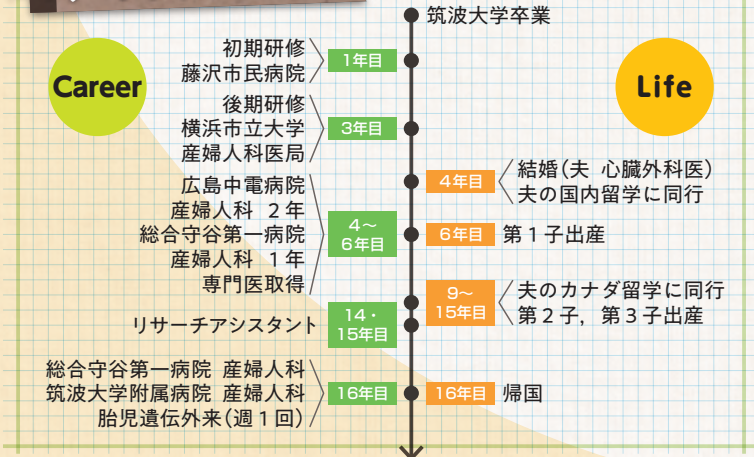 筑波大学卒業
Career
Life
初期研修
藤沢市民病院
1年目
後期研修
横浜市立大学
産婦人科医局
3年目
4年目
結婚(夫 心臓外科医)
夫の国内留学に同行
広島中電病院
産婦人科 2年
総合守谷第一病院
産婦人科 1年
専門医取得
4〜
6年目
6年目 第1子出産
9〜
15年目
夫のカナダ留学に同行
第2子，第3子出産
リサーチアシスタント
14・
15年目
総合守谷第一病院 産婦人科
筑波大学附属病院 産婦人科
胎児遺伝外来(週1回)
16年目
16年目 帰国